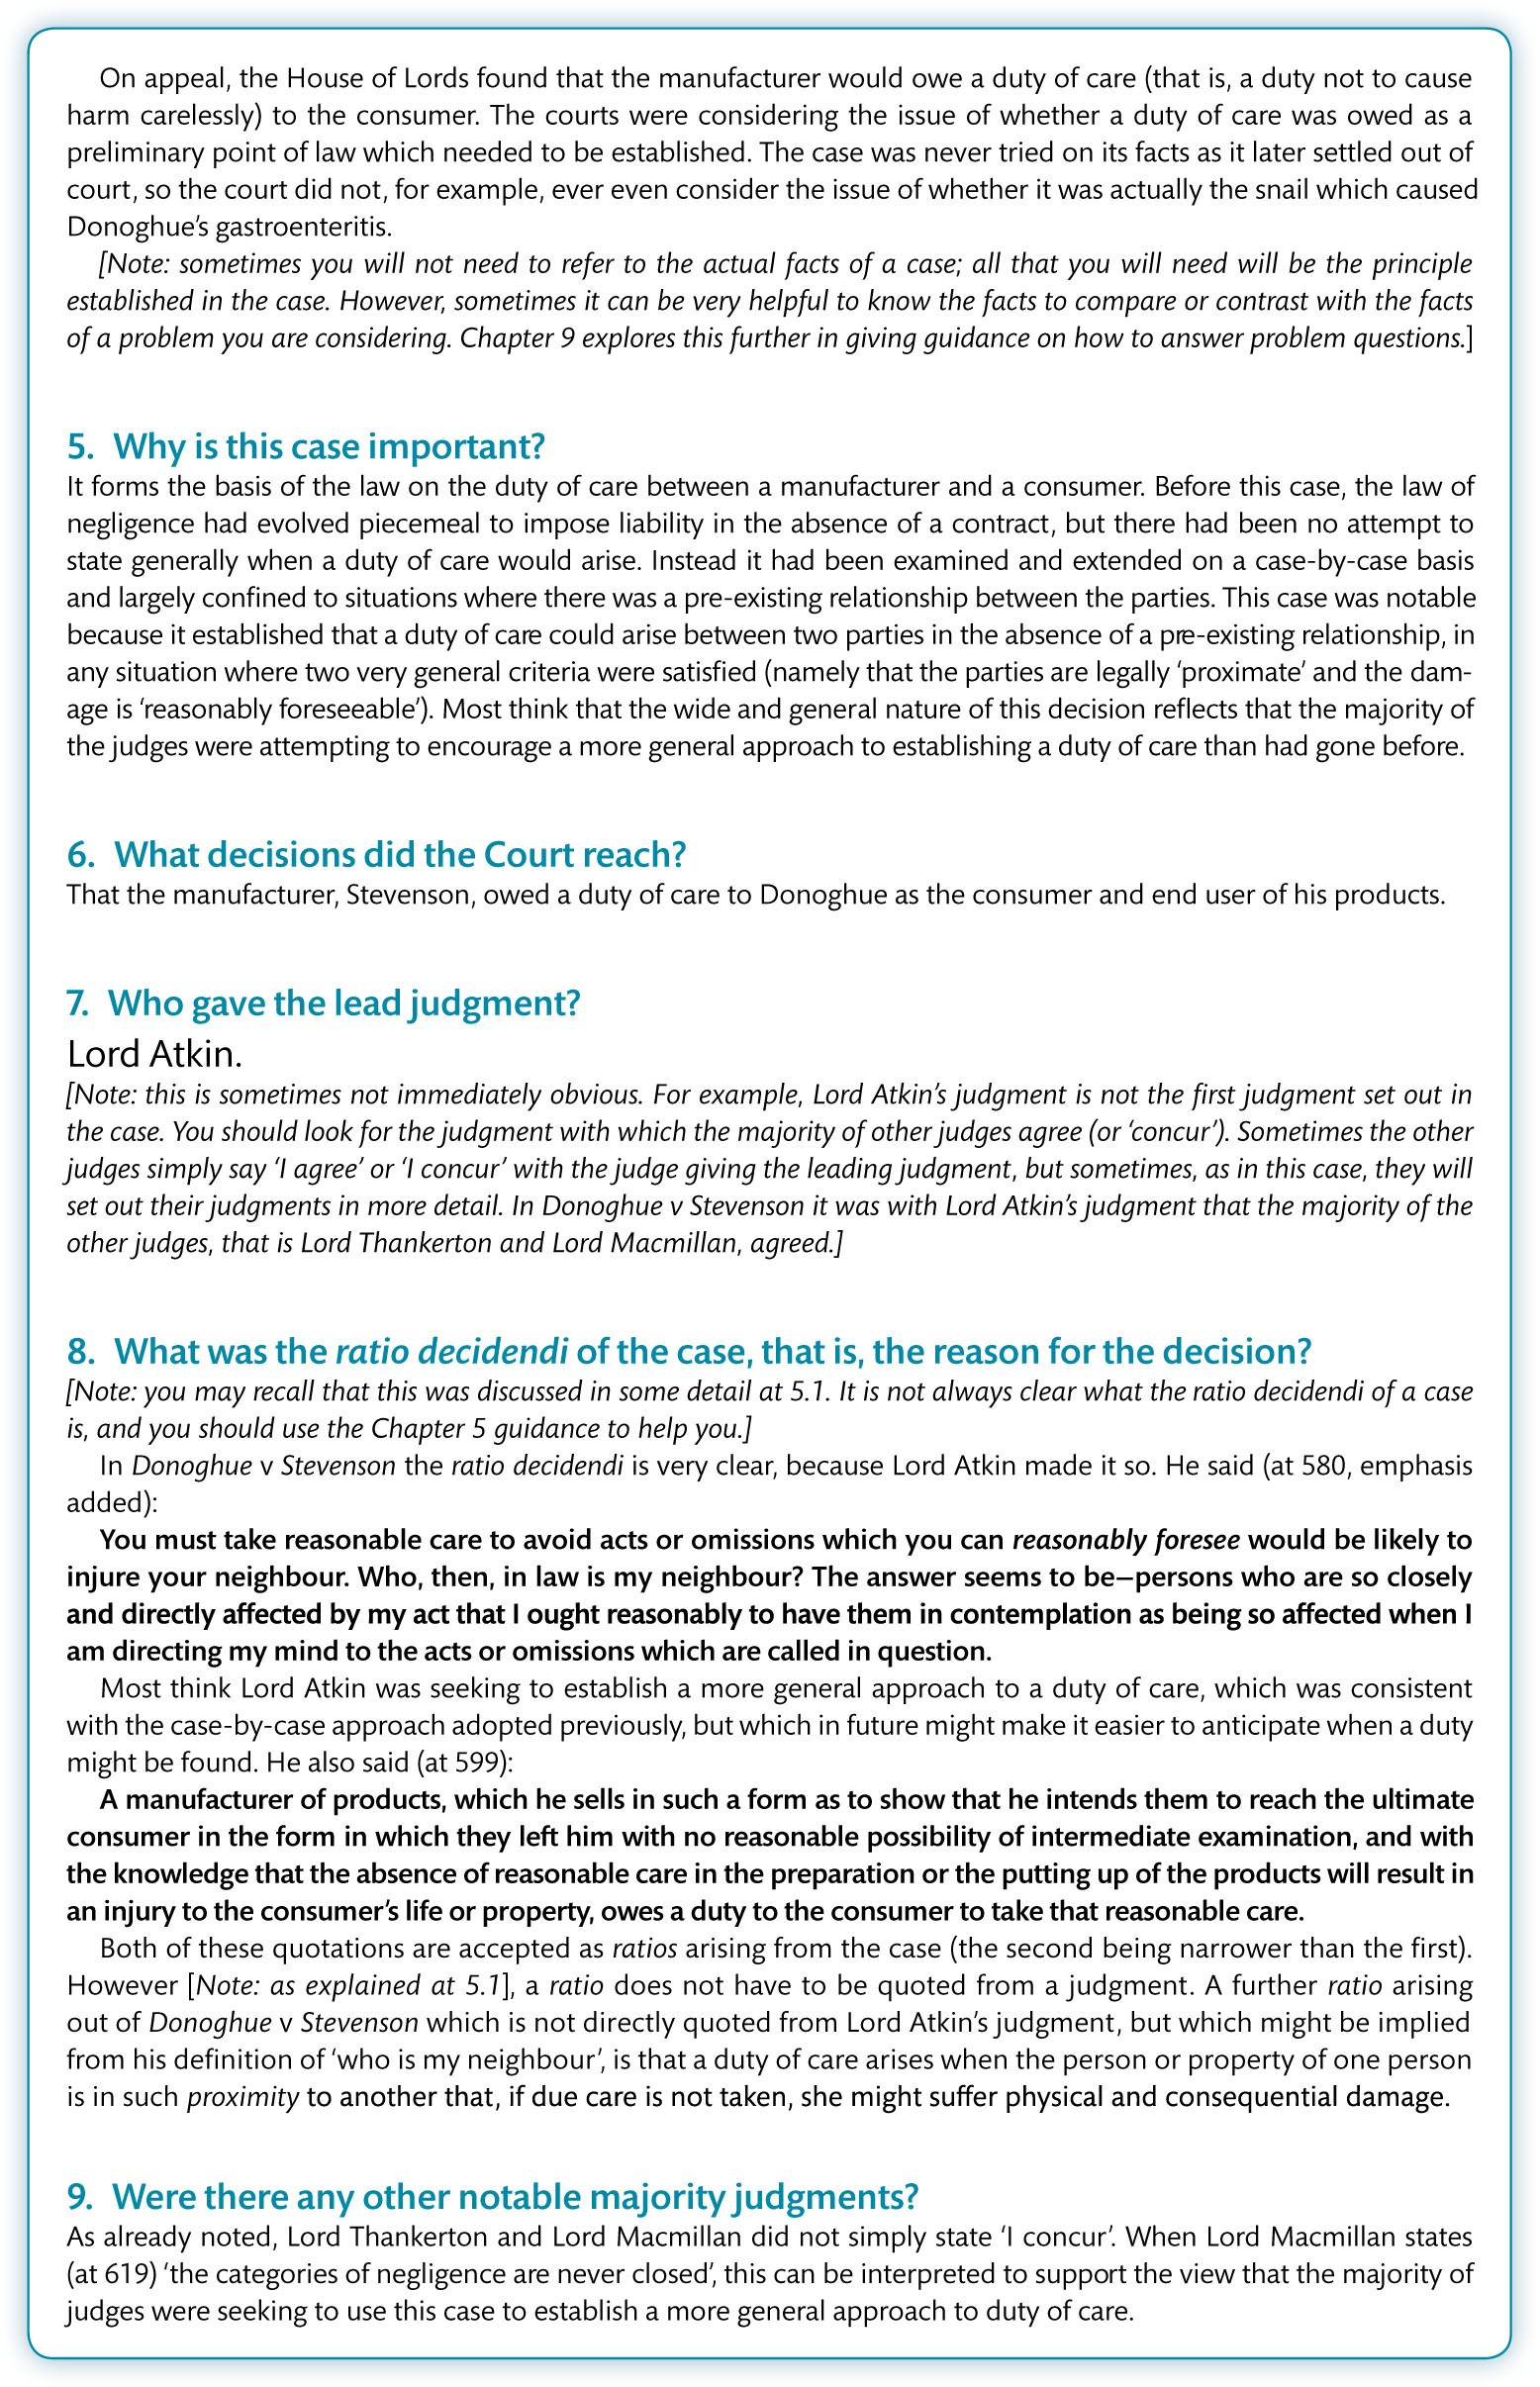 On appeal, the House of Lords found that the manufacturer would owe a duty of care (that is, a duty not to cause
harm carelessly) to the consumer. The courts were considering the issue of whether a duty of care was owed as a
preliminary point of law which needed to be established. The case was never tried on its facts as it later settled out of
court, so the court did not, for example, ever even consider the issue of whether it was actually the snail which caused
Donoghue’s gastroenteritis.
[Note: sometimes you will not need to refer to the actual facts of a case; all that you will need will be the principle
established in the case. However, sometimes it can be very helpful to know the facts to compare or contrast with the facts
of a problem you are considering. Chapter 9 explores this further in giving guidance on how to answer problem questions.]
5. Why is this case important?
It forms the basis of the law on the duty of care between a manufacturer and a consumer. Before this case, the law of
negligence had evolved piecemeal to impose liability in the absence of a contract, but there had been no attempt to
state generally when a duty of care would arise. Instead it had been examined and extended on a case-by-case basis
and largely confined to situations where there was a pre-existing relationship between the parties. This case was notable
because it established that a duty of care could arise between two parties in the absence of a pre-existing relationship, in
any situation where two very general criteria were satisfied (namely that the parties are legally ‘proximate’ and the dam-
age is ‘reasonably foreseeable’). Most think that the wide and general nature of this decision reflects that the majority of
the judges were attempting to encourage a more general approach to establishing a duty of care than had gone before.
6. What decisions did the Court reach?
That the manufacturer, Stevenson, owed a duty of care to Donoghue as the consumer and end user of his products.
7. Who gave the lead judgment?
Lord Atkin.
[Note: this is sometimes not immediately obvious. For example, Lord Atkin’s judgment is not the first judgment set out in
the case. You should look for the judgment with which the majority of other judges agree (or ‘concur’). Sometimes the other
judges simply say ‘I agree’ or ‘I concur’ with the judge giving the leading judgment, but sometimes, as in this case, they will
set out their judgments in more detail. In Donoghue v Stevenson it was with Lord Atkin’s judgment that the majority of the
other judges, that is Lord Thankerton and Lord Macmillan, agreed.]
8. What was the ratio decidendi of the case, that is, the reason for the decision?
[Note: you may recall that this was discussed in some detail at 5.1. It is not always clear what the ratio decidendi of a case
is, and you should use the Chapter 5 guidance to help you.]
In Donoghue v Stevenson the ratio decidendi is very clear, because Lord Atkin made it so. He said (at 580, emphasis
added):
You must take reasonable care to avoid acts or omissions which you can reasonably foresee would be likely to
injure your neighbour. Who, then, in law is my neighbour? The answer seems to be—persons who are so closely
and directly affected by my act that I ought reasonably to have them in contemplation as being so affected when I
am directing my mind to the acts or omissions which are called in question.
Most think Lord Atkin was seeking to establish a more general approach to a duty of care, which was consistent
with the case-by-case approach adopted previously, but which in future might make it easier to anticipate when a duty
might be found. He also said (at 599):
A manufacturer of products, which he sells in such a form as to show that he intends them to reach the ultimate
consumer in the form in which they left him with no reasonable possibility of intermediate examination, and with
the knowledge that the absence of reasonable care in the preparation or the putting up of the products will result in
an injury to the consumer’s life or property, owes a duty to the consumer to take that reasonable care.
Both of these quotations are accepted as ratios arising from the case (the second being narrower than the first).
However [Note: as explained at 5.1], a ratio does not have to be quoted from a judgment. A further ratio arising
out of Donoghue v Stevenson which is not directly quoted from Lord Atkin’s judgment, but which might be implied
from his definition of ‘who is my neighbour’, is that a duty of care arises when the person or property of one person
is in such proximity to another that, if due care is not taken, she might suffer physical and consequential damage.
9. Were there any other notable majority judgments?
As already noted, Lord Thankerton and Lord Macmillan did not simply state ‘I concur’. When Lord Macmillan states
(at 619) ‘the categories of negligence are never closed’, this can be interpreted to support the view that the majority of
judges were seeking to use this case to establish a more general approach to duty of care.